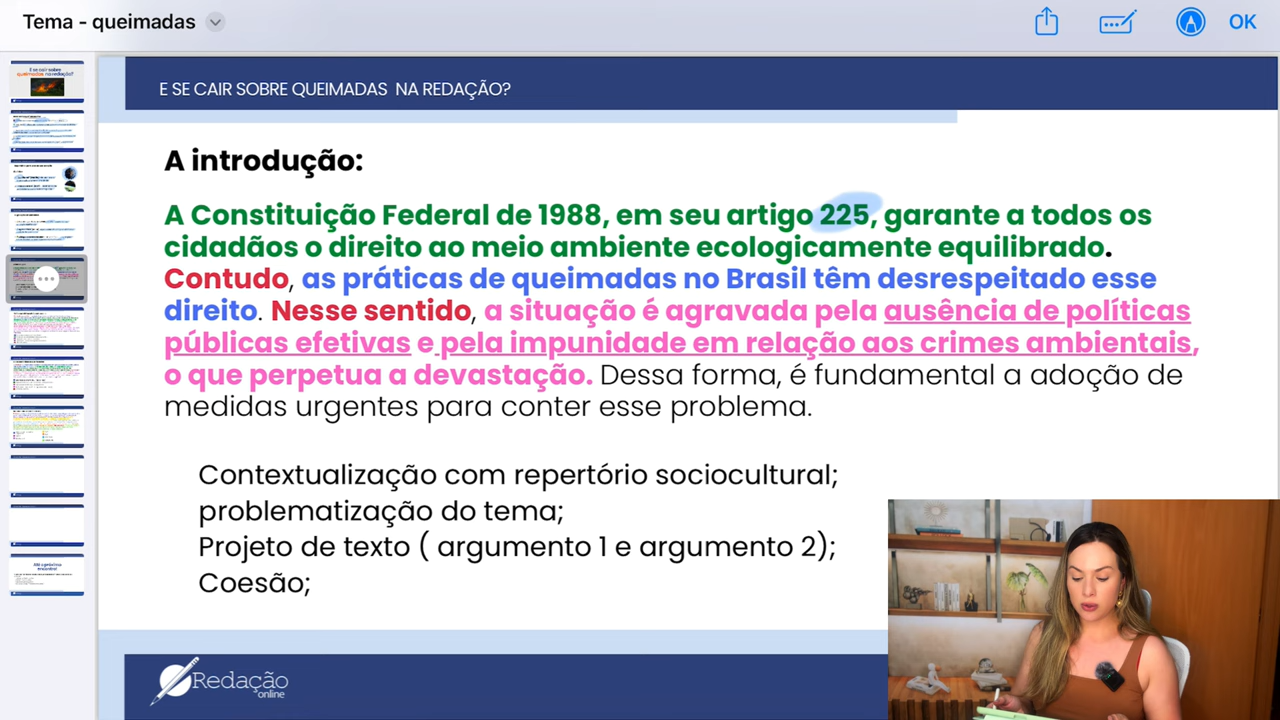 Tema - queimadas
OK
E SE CAIR SOBRE QUEIMADAS NA REDAÇÃO?
A introdução:
A Constituição Federal de 1988, em seu artigo 225, garante a todos os
cidadãos o direito ao meio ambiente ecologicamente equilibrado.
Contudo, as práticas de queimadas no Brasil têm desrespeitado esse
direito. Nesse sentido, a situação é agravada pela ausência de políticas
públicas efetivas e pela impunidade em relação aos crimes ambientais,
o que perpetua a devastação. Dessa forma, é fundamental a adoção de
medidas urgentes para conter esse problema.
Contextualização com repertório sociocultural;
problematização do tema;
Projeto de texto ( argumento 1 e argumento 2);
Coesão;
Redação
online